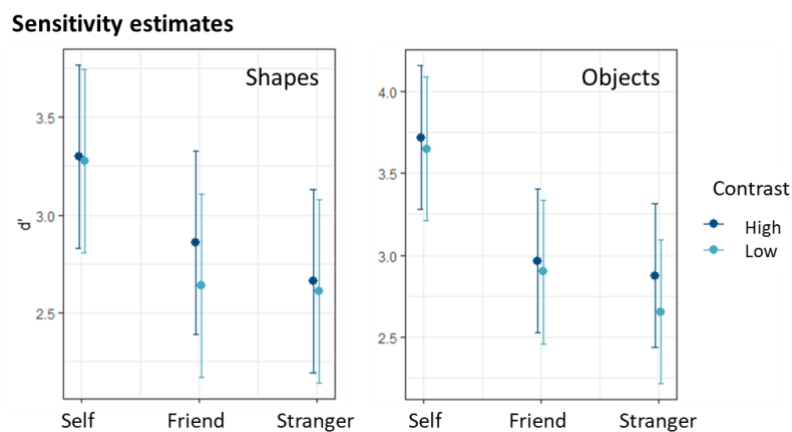 Sensitivity estimates
Shapes
3.5
3.0
2.5
d'
Self Friend Stranger
Objects
4.0
3.5
3.0
2.5
Self Friend Stranger
Contrast
High
Low